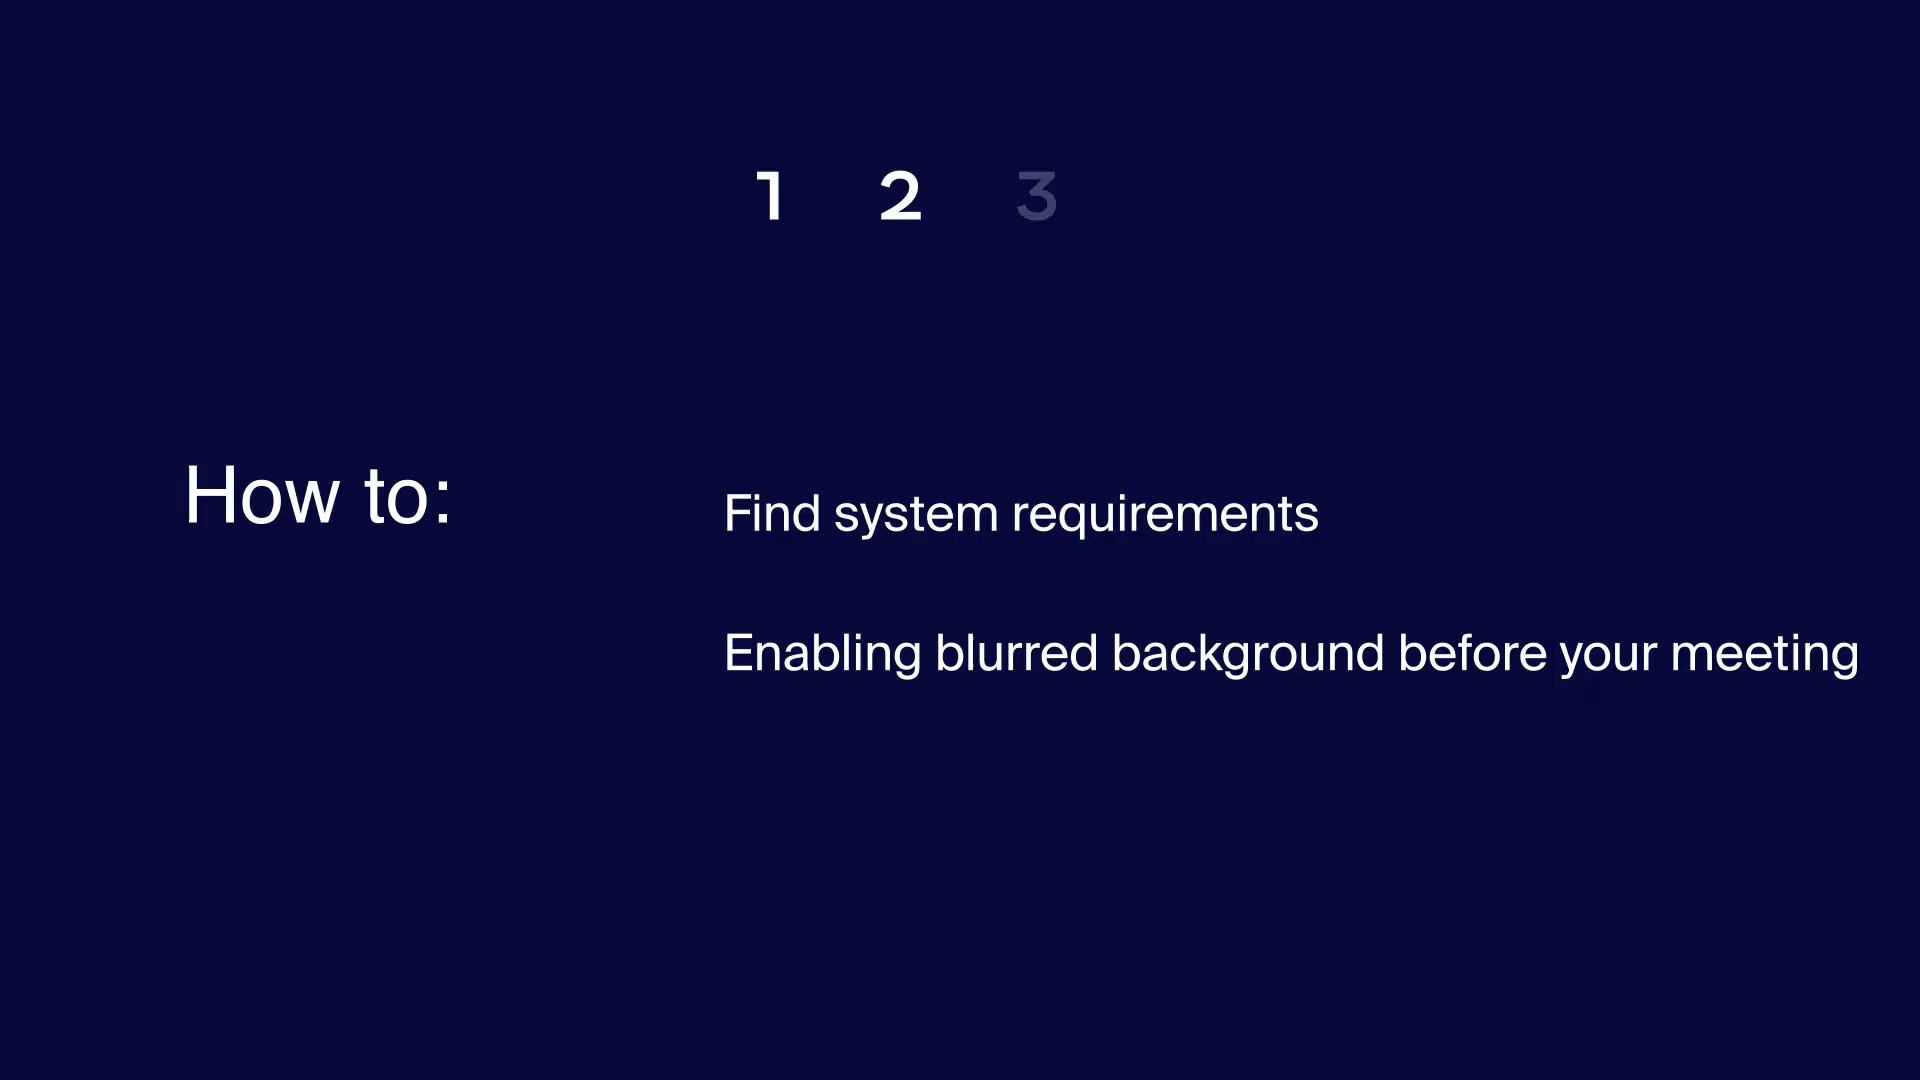 1 2 3
How to:
Find system requirements
Enabling blurred background before your meeting